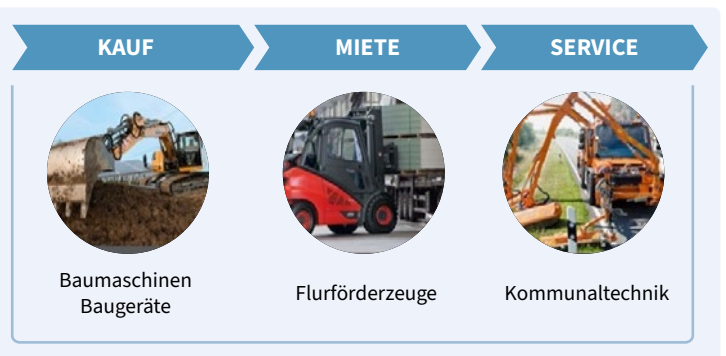 KAUF
MIETE
SERVICE
Baumaschinen
Baugeräte
Flurförderzeuge
Kommunaltechnik